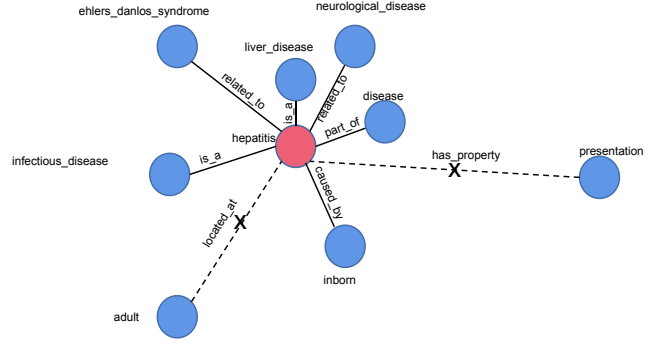 ehlers_danlos_syndrome
neurological_disease
liver_disease
related_to
is_a
related_to
disease
hepatitis
part_of
infectious_disease
is_a
has_property
presentation
X
caused_by
located_at
X
inborn
adult